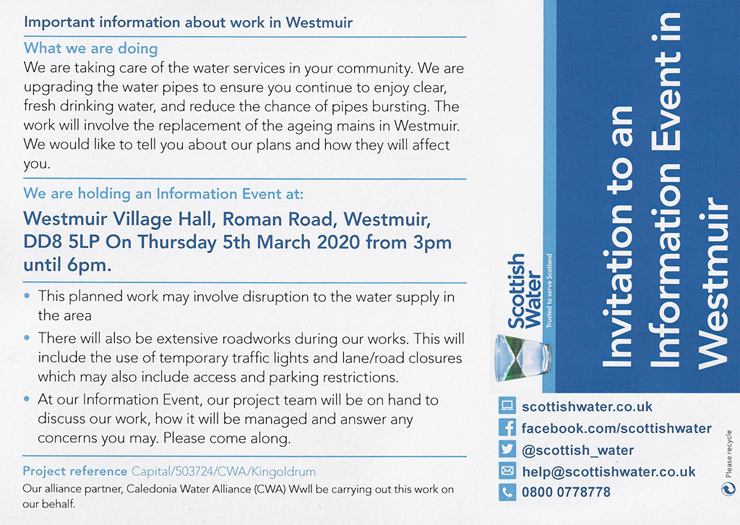 Important information about work in Westmuir
What we are doing
We are taking care of the water services in your community. We are
upgrading the water pipes to ensure you continue to enjoy clear,
fresh drinking water, and reduce the chance of pipes bursting. The
work will involve the replacement of the ageing mains in Westmuir.
We would like to tell you about our plans and how they will affect
you.
We are holding an Information Event at:
Westmuir Village Hall, Roman Road, Westmuir,
DD8 5LP On Thursday 5th March 2020 from 3pm
until 6pm.
• This planned work may involve disruption to the water supply in
the area
• There will also be extensive roadworks during our works. This will
include the use of temporary traffic lights and lane/road closures
which may also include access and parking restrictions.
• At our Information Event, our project team will be on hand to
discuss our work, how it will be managed and answer any
concerns you may. Please come along.
Project reference Capital/503724/CWA/Kingoldrum
Our alliance partner, Caledonia Water Alliance (CWA) Wwll be carrying out this work on
our behalf.
Invitation to an
Information Event in
Westmuir
Scottish
Water
Trusted to serve Scotland
scottishwater.co.uk
facebook.com/scottishwater
@scottish_water
help@scottishwater.co.uk
0800 0778778
Please recycle